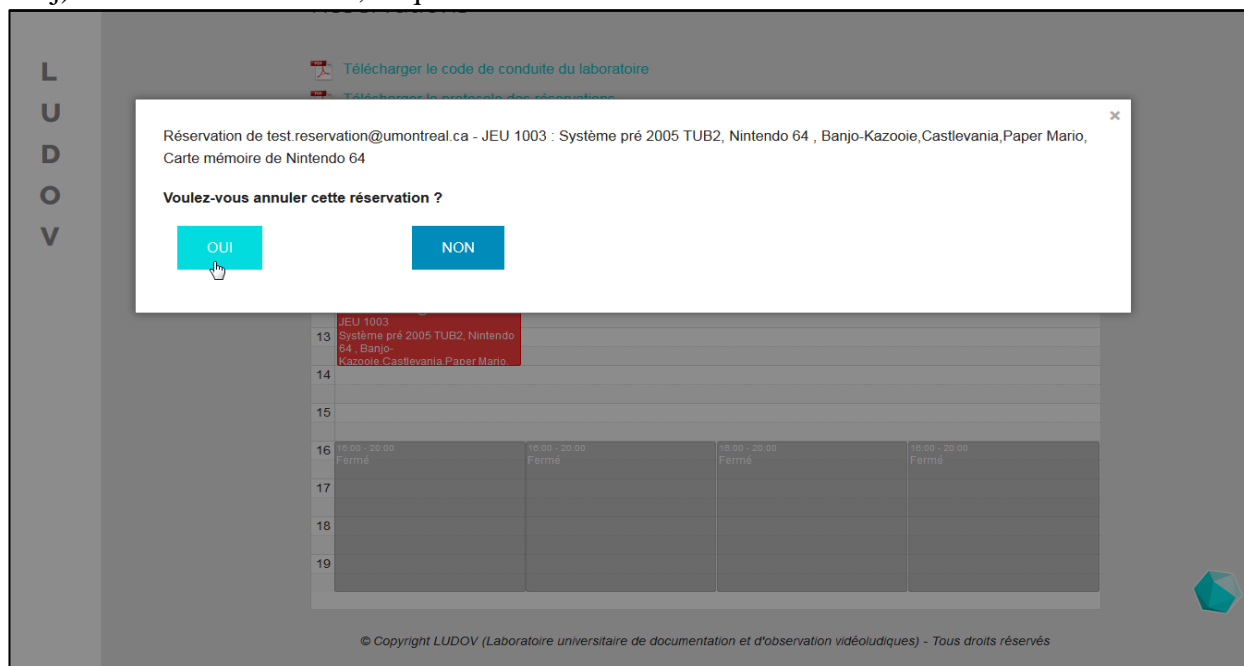 L
U
D
O
V
Télécharger le code de conduite du laboratoire
Réservation de test.reservation@umontreal.ca - JEU 1003 : Système pré 2005 TUB2, Nintendo 64 , Banjo-Kazooie,Castlevania,Paper Mario,
Carte mémoire de Nintendo 64
Voulez-vous annuler cette réservation ?
OUI
NON
JEU 1003
13
Système pré 2005 TUB2, Nintendo
64 , Banjo-
Kazooie,Castlevania,Paper Mario,
14
15
16
16:00 - 20:00 16:00 - 20:00 16:00 - 20:00 16:00 - 20:00
Fermé Fermé Fermé Fermé
17
18
19
© Copyright LUDOV (Laboratoire universitaire de documentation et d'observation vidéoludiques) - Tous droits réservés